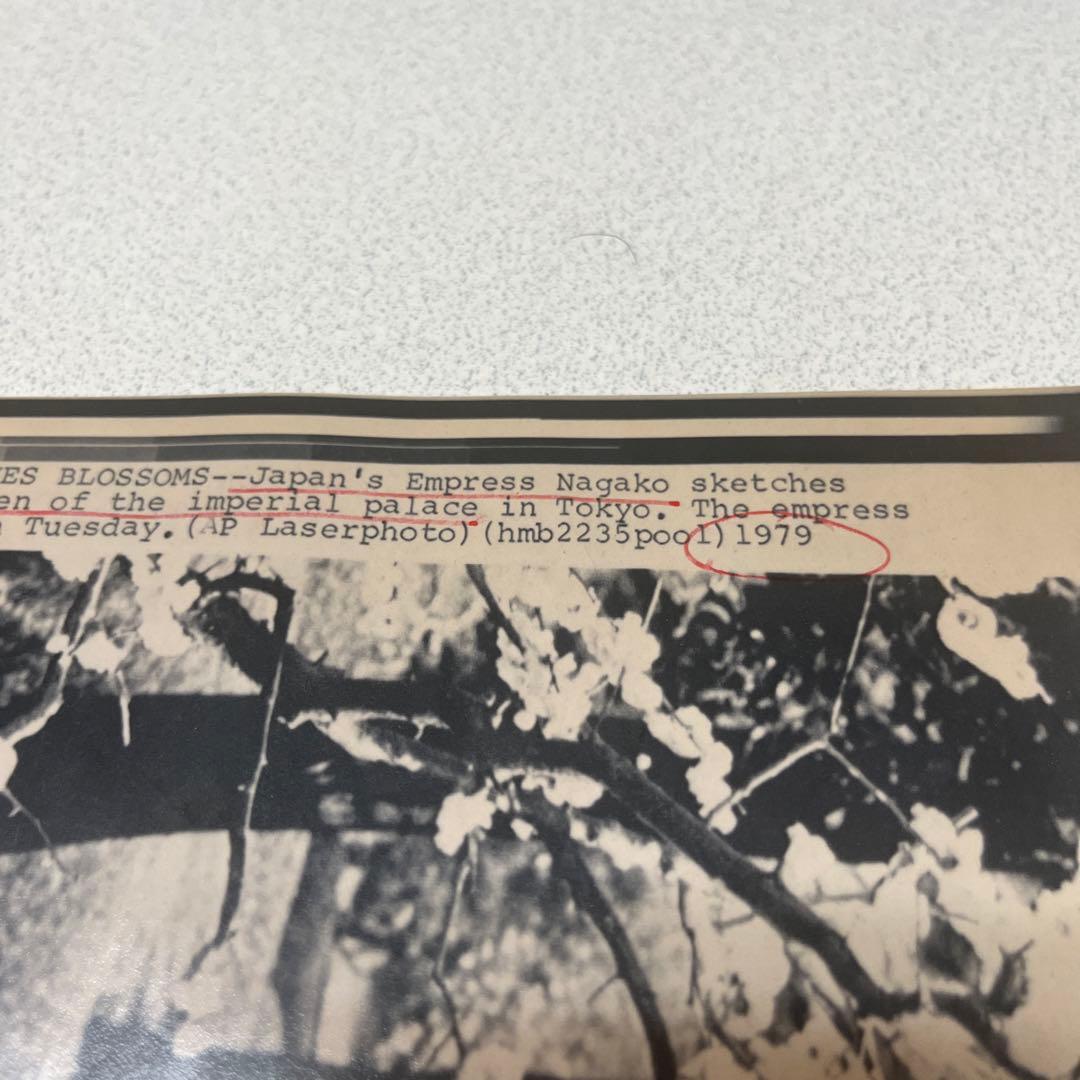 ES BLOSSOMS--Japan's Empress Nagako sketches
en of the imperial palace in Tokyo. The empress
Tuesday.(AP Laserphoto)(hmb2235pool)1979